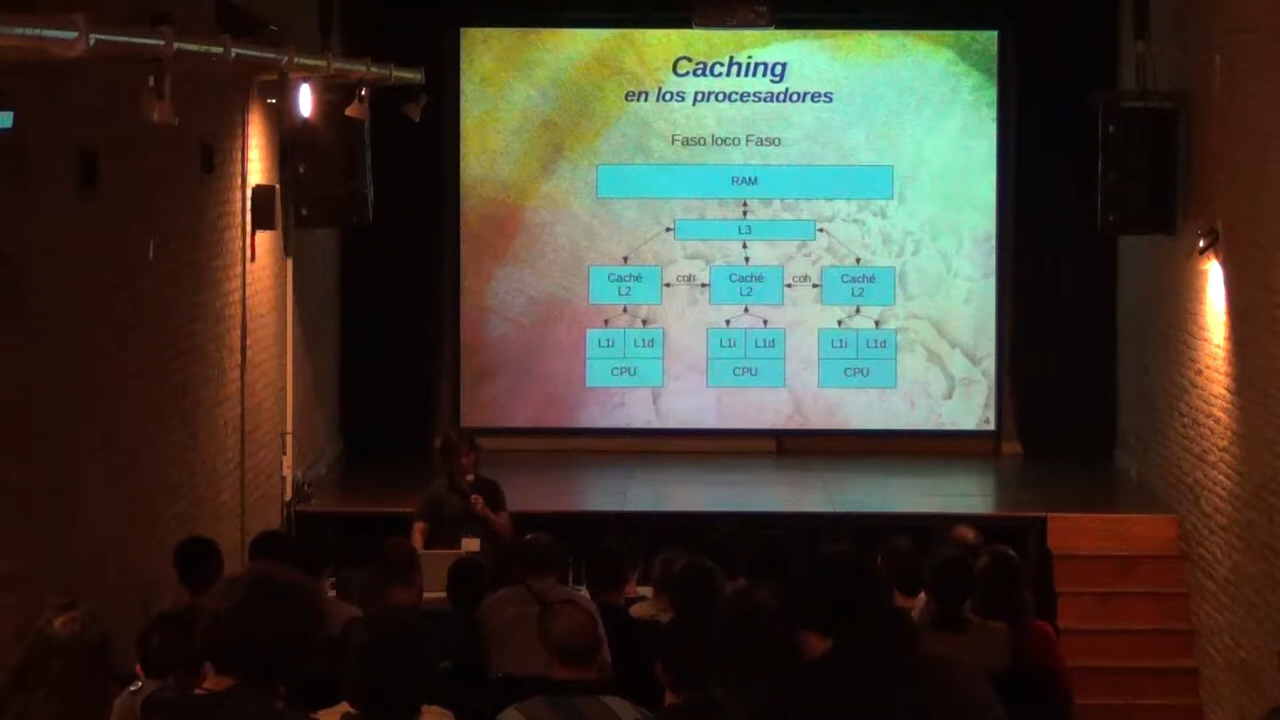 Caching
en los procesadores
Faso loco Faso
RAM
L3
Caché
L2
coh
Caché
L2
coh
Caché
L2
L1i
L1d
L1i
L1d
L1i
L1d
CPU
CPU
CPU
4